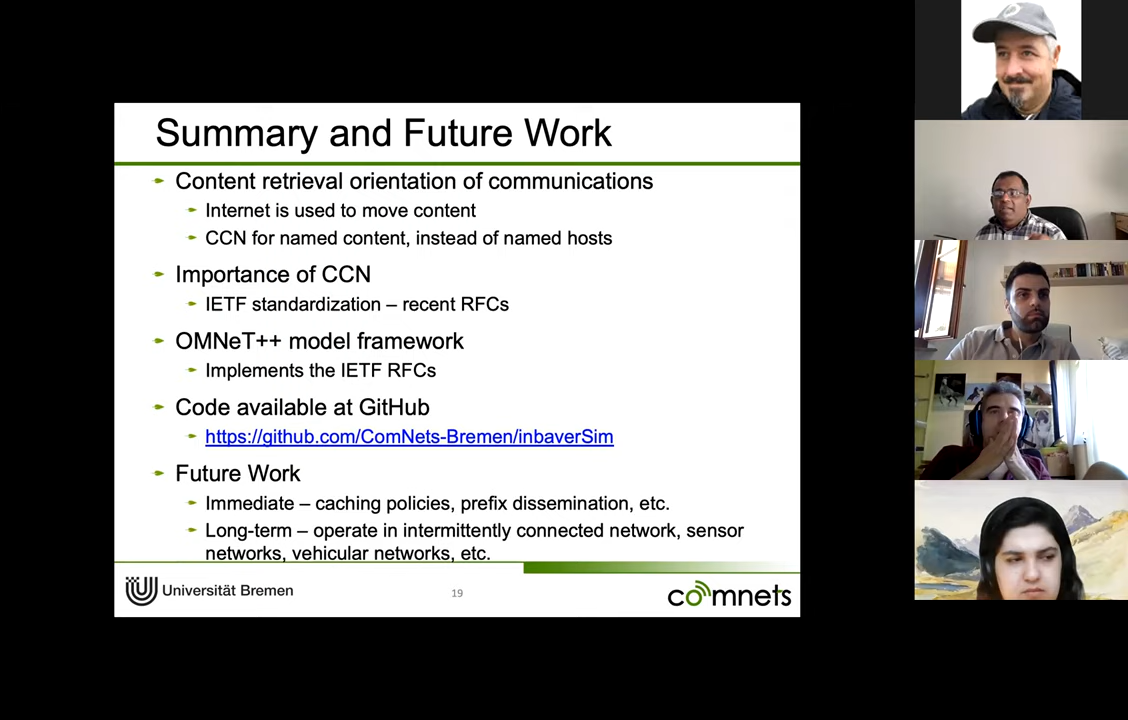 Summary and Future Work
Content retrieval orientation of communications
Internet is used to move content
CCN for named content, instead of named hosts
Importance of CCN
IETF standardization – recent RFCs
OMNeT++ model framework
Implements the IETF RFCs
Code available at GitHub
https://github.com/ComNets-Bremen/inbaverSim
Future Work
Immediate – caching policies, prefix dissemination, etc.
Long-term – operate in intermittently connected network, sensor
networks, vehicular networks, etc.
Universität Bremen
19
comnets